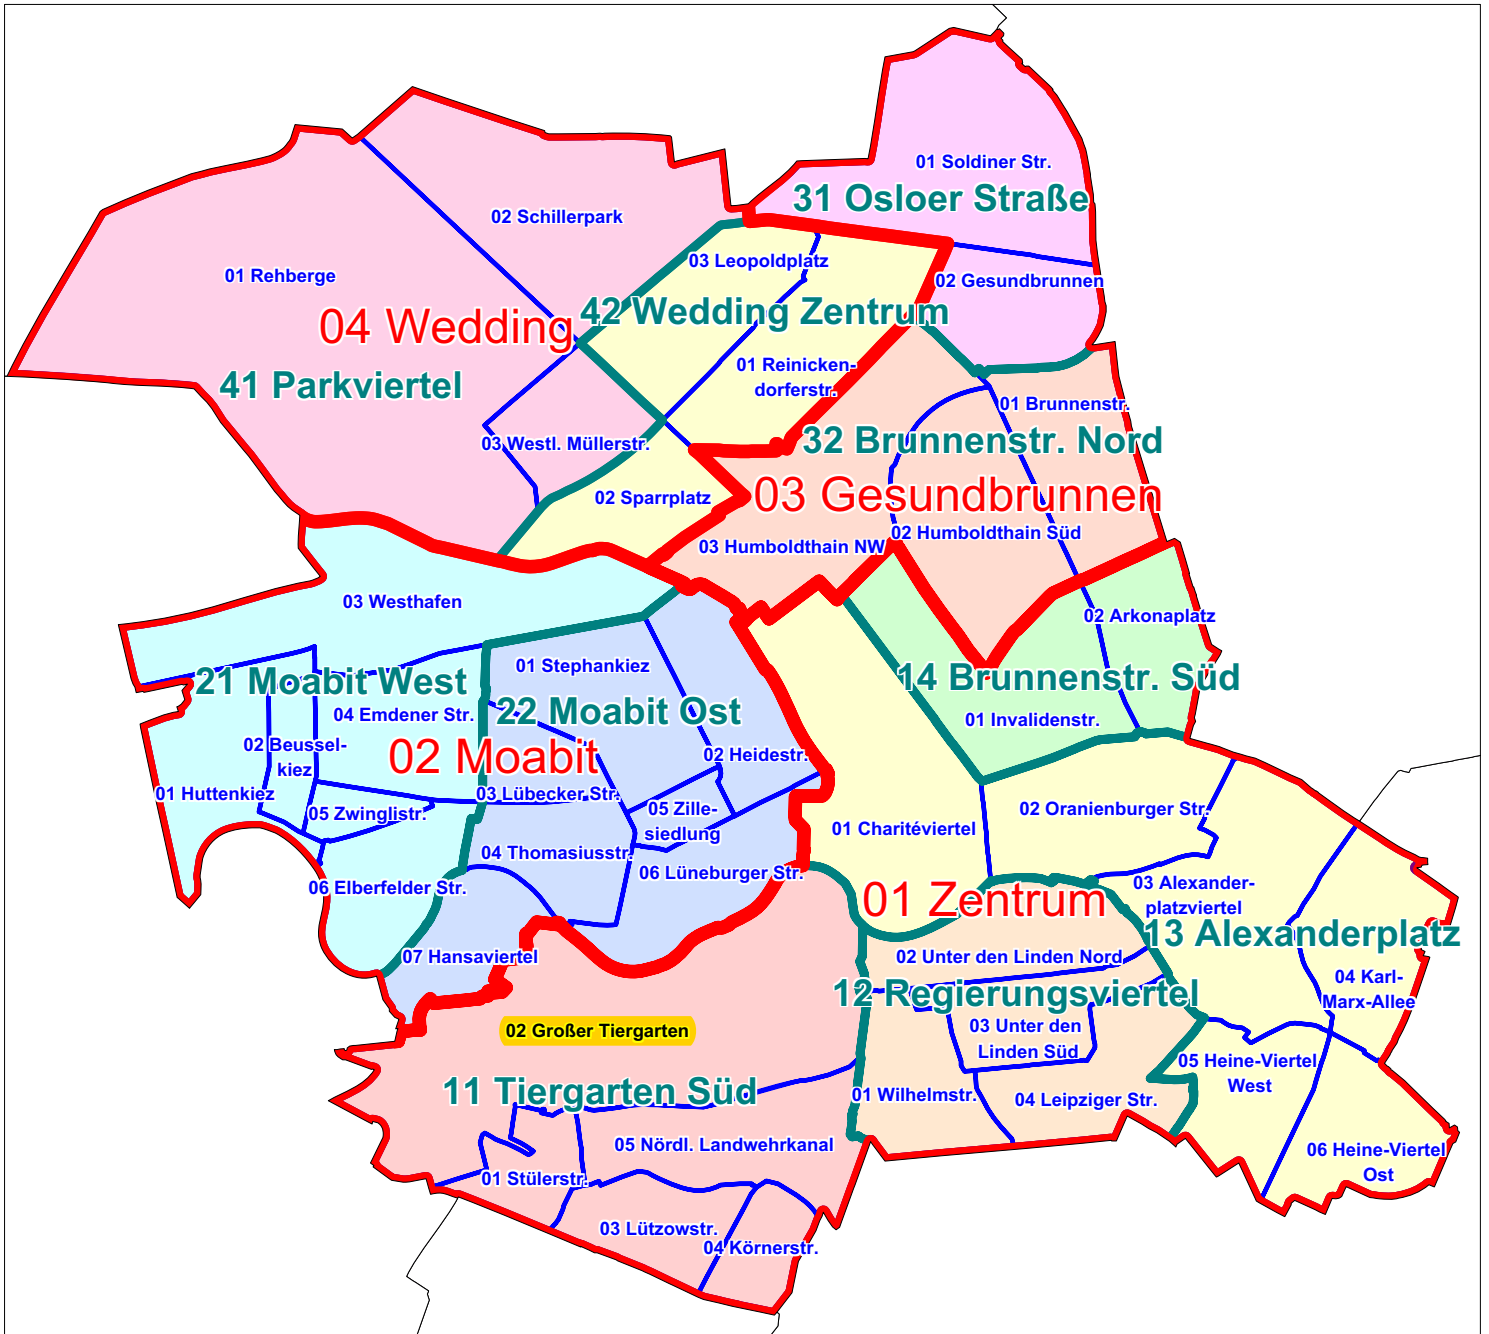 01 Soldiner Str.
31 Osloer Straße
02 Schillerpark
03 Leopoldplatz
01 Rehberge
02 Gesundbrunnen
42 Wedding Zentrum
04 Wedding
01 Reinicken-
dorferstr.
41 Parkviertel
01 Brunnenstr.
32 Brunnenstr. Nord
03 Westl. Müllerstr.
02 Sparrplatz
03 Gesundbrunnen
02 Humboldthain Süd
03 Humboldthain NW
03 Westhafen
02 Arkonaplatz
01 Stephankiez
21 Moabit West
14 Brunnenstr. Süd
04 Emdener Str.
22 Moabit Ost
01 Invalidenstr.
02 Beussel-
kiez
02 Moabit
02 Heidestr.
01 Huttenkiez
03 Lübecker Str.
05 Zwinglistr.
05 Zille-
siedlung
02 Oranienburger Str.
01 Charitéviertel
04 Thomasiusstr.
06 Lüneburger Str.
06 Elberfelder Str.
03 Alexander-
platzviertel
01 Zentrum
13 Alexanderplatz
07 Hansaviertel
02 Unter den Linden Nord
04 Karl-
Marx-Allee
12 Regierungsviertel
02 Großer Tiergarten
03 Unter den
Linden Süd
05 Heine-Viertel
West
11 Tiergarten Süd
01 Wilhelmstr.
04 Leipziger Str.
05 Nördl. Landwehrkanal
06 Heine-Viertel
Ost
01 Stülerstr.
03 Lützowstr.
04 Körnerstr.